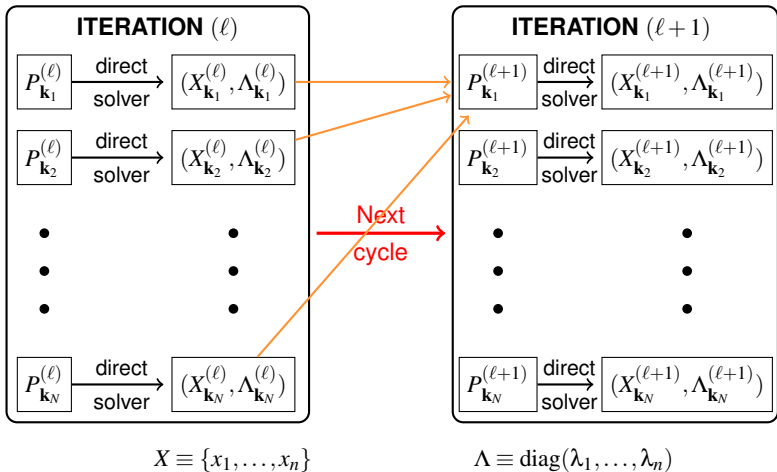 ITERATION (ℓ)
P_{k_1}^{(ℓ)} direct solver (X_{k_1}^{(ℓ)}, Λ_{k_1}^{(ℓ)})
P_{k_2}^{(ℓ)} direct solver (X_{k_2}^{(ℓ)}, Λ_{k_2}^{(ℓ)})
P_{k_N}^{(ℓ)} direct solver (X_{k_N}^{(ℓ)}, Λ_{k_N}^{(ℓ)})
Next
cycle
ITERATION (ℓ+1)
P_{k_1}^{(ℓ+1)} direct solver (X_{k_1}^{(ℓ+1)}, Λ_{k_1}^{(ℓ+1)})
P_{k_2}^{(ℓ+1)} direct solver (X_{k_2}^{(ℓ+1)}, Λ_{k_2}^{(ℓ+1)})
P_{k_N}^{(ℓ+1)} direct solver (X_{k_N}^{(ℓ+1)}, Λ_{k_N}^{(ℓ+1)})
X ≡ {x_1, …, x_n}
Λ ≡ diag(λ_1, …, λ_n)